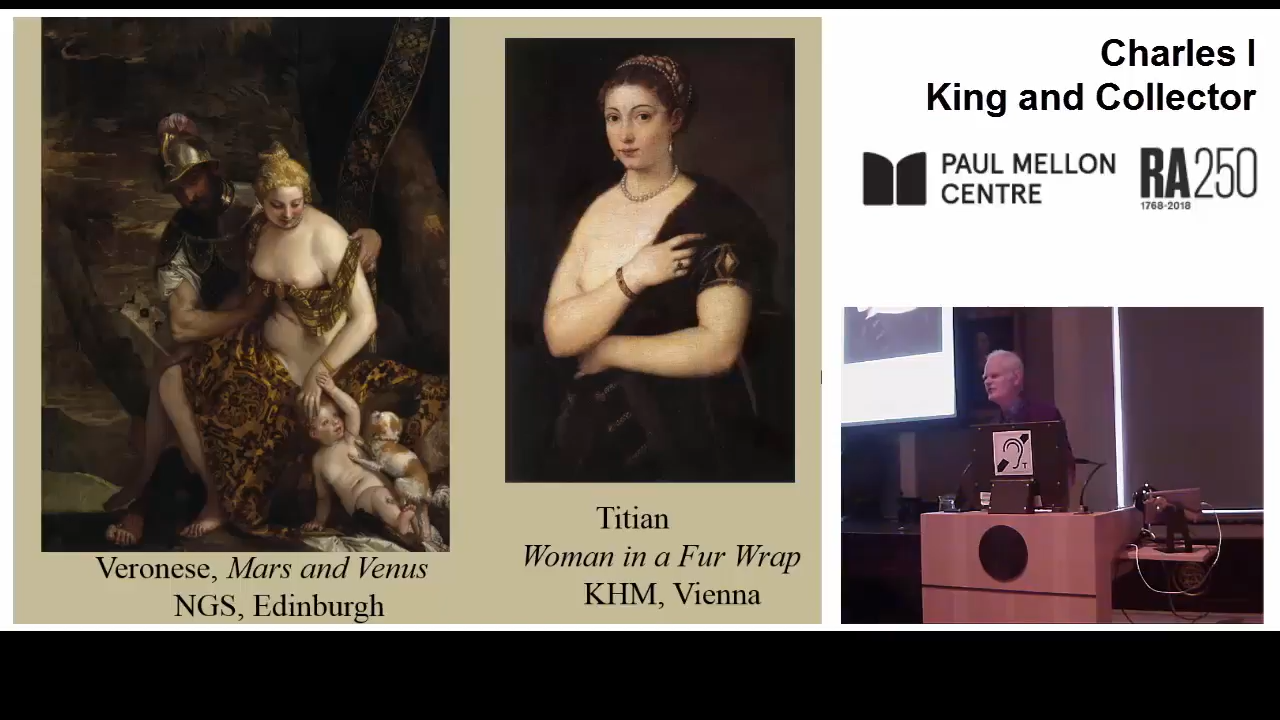 Charles I
King and Collector
PAUL MELLON
CENTRE
RA250
1768-2018
Veronese, Mars and Venus
NGS, Edinburgh
Titian
Woman in a Fur Wrap
KHM, Vienna
T